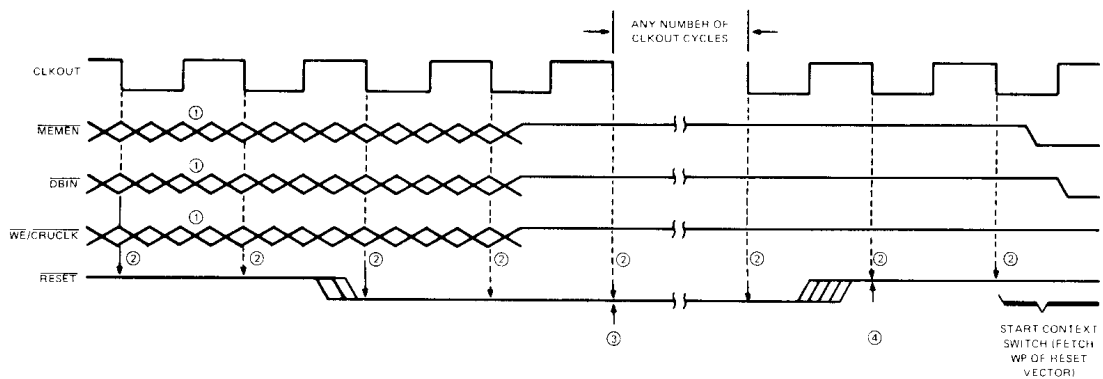 ANY NUMBER OF
CLKOUT CYCLES
CLKOUT
①
MEMEN
①
DBIN
①
WE/CRUCLK
② ② ② ② ② ② ② ②
RESET
③ ④
START CONTEXT
SWITCH (FETCH
WP OF RESET
VECTOR)